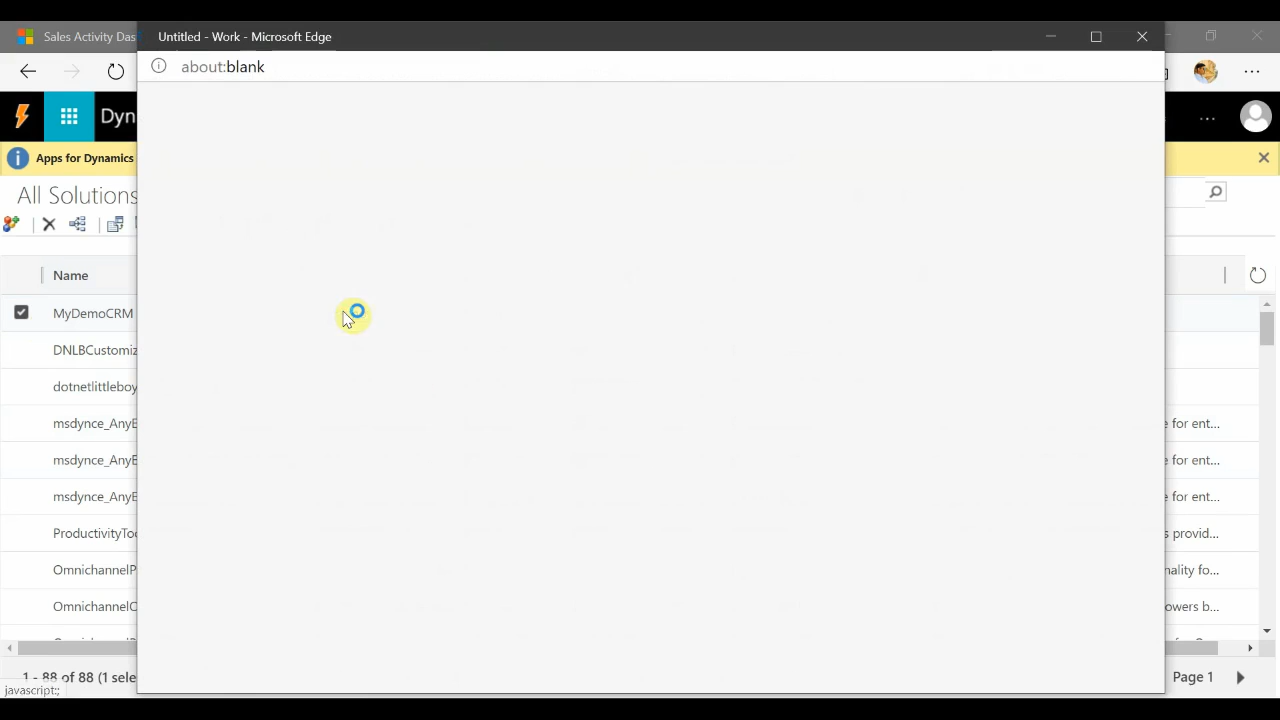 Sales Activity Das
Untitled - Work - Microsoft Edge
about:blank
Dyn
Apps for Dynamics
All Solutions
Name
MyDemoCRM
DNLBCustomiz
dotnetlittleboy
msdynce_AnyE
e for ent...
msdynce_AnyE
e for ent...
msdynce_AnyE
e for ent...
ProductivityToo
s provid...
OmnichannelP
nality fo...
OmnichannelC
owers b...
1 - 88 of 88 (1 sele
Page 1
javascript:;